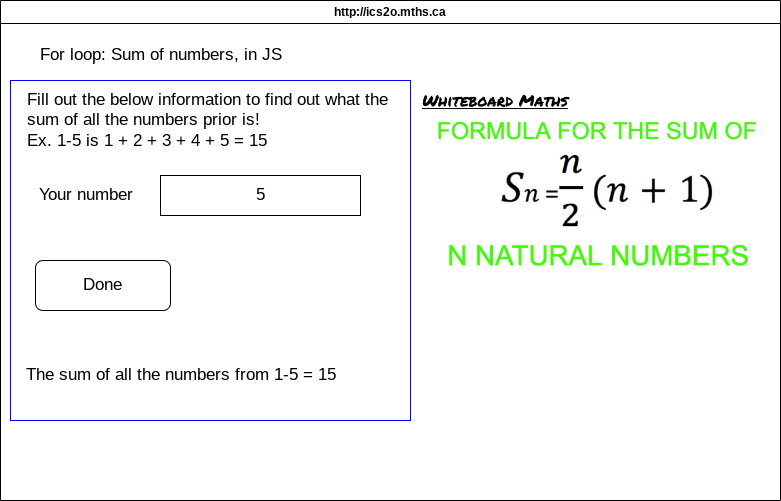 http://ics2o.mths.ca
For loop: Sum of numbers, in JS
Fill out the below information to find out what the
sum of all the numbers prior is!
Ex. 1-5 is 1 + 2 + 3 + 4 + 5 = 15
Your number
5
Done
The sum of all the numbers from 1-5 = 15
Whiteboard Maths
FORMULA FOR THE SUM OF
Sn = n/2 (n + 1)
N NATURAL NUMBERS